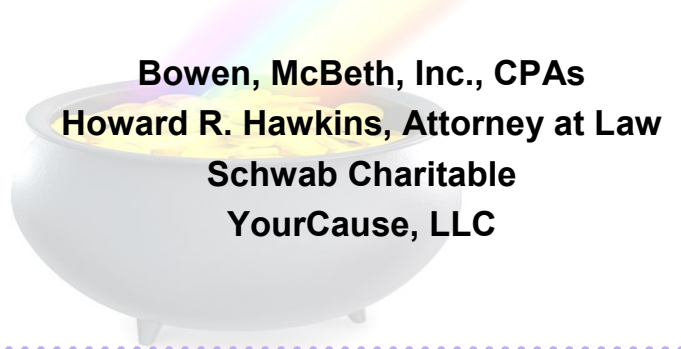 Bowen, McBeth, Inc., CPAs
Howard R. Hawkins, Attorney at Law
Schwab Charitable
YourCause, LLC